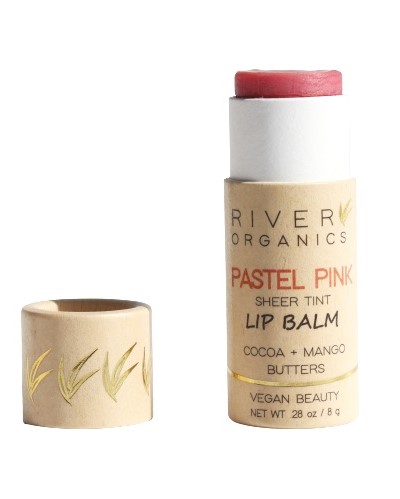 RIVER
ORGANICS
PASTEL PINK
SHEER TINT
LIP BALM
COCOA + MANGO
BUTTERS
VEGAN BEAUTY
NET WT .28 oz / 8 g